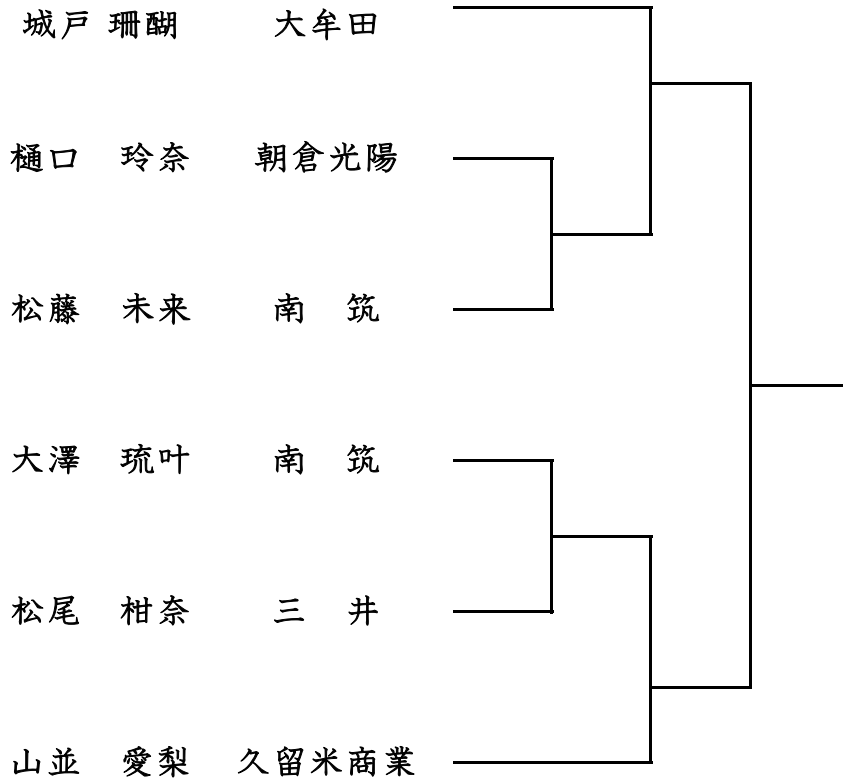 城戸 珊醐 大牟田
樋口 玲奈 朝倉光陽
松藤 未来 南 筑
大澤 琉叶 南 筑
松尾 柑奈 三 井
山並 愛梨 久留米商業